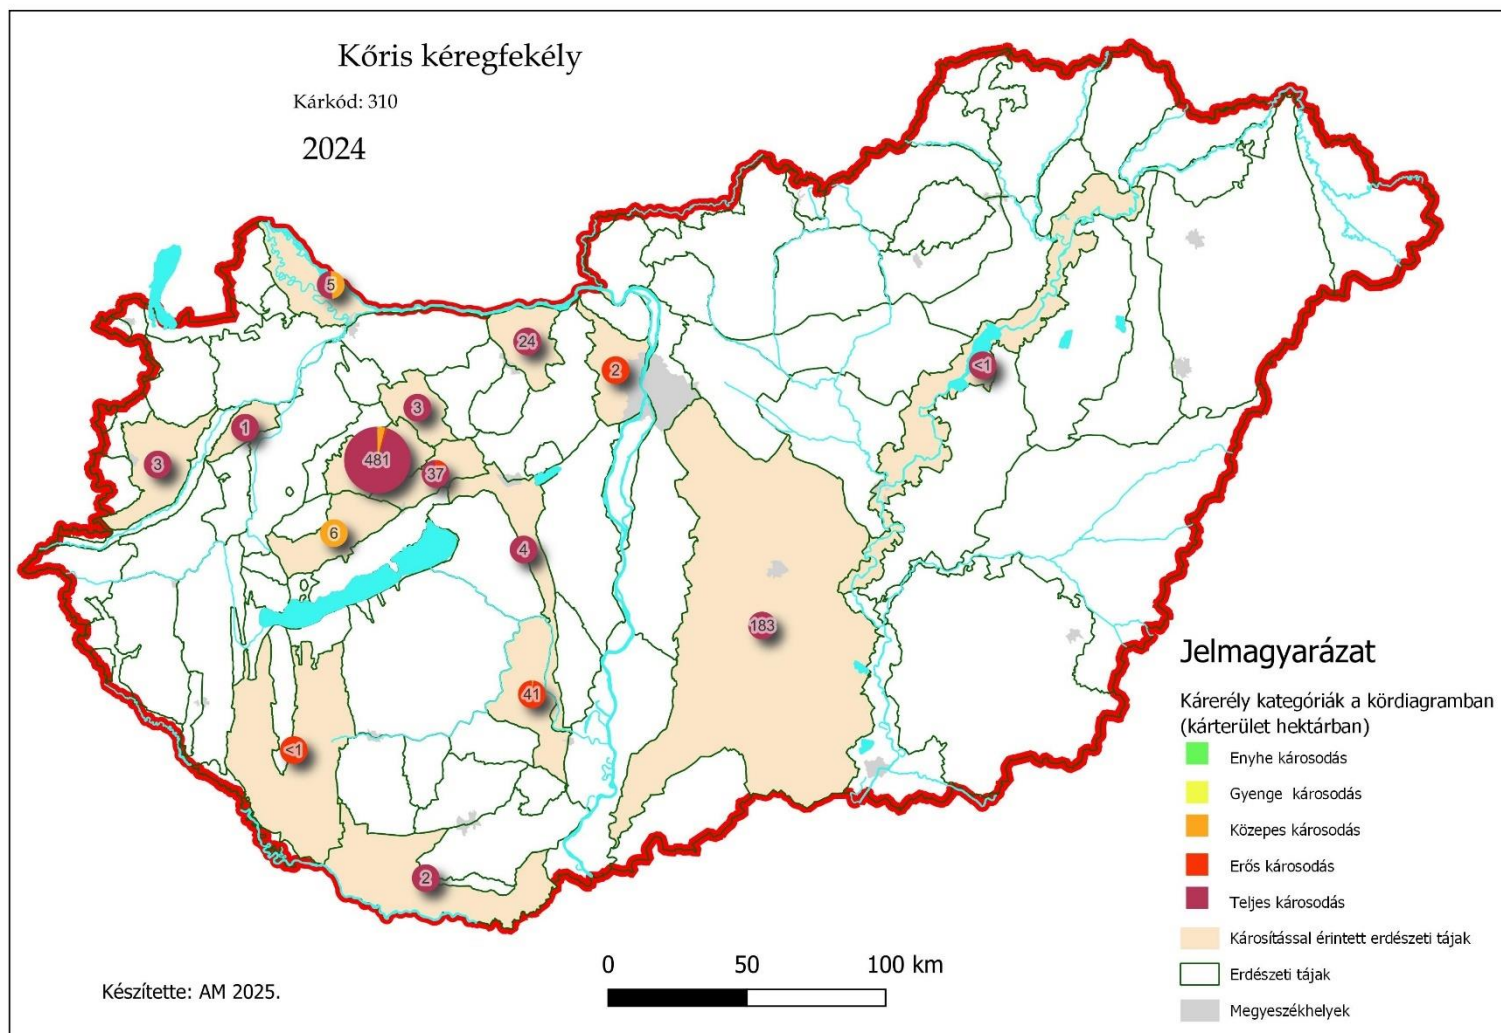 Kőris kéregfekély
Kárkód: 310
2024
5
24
2
<1
3
1
481
37
3
6
4
183
41
<1
2
Jelmagyarázat
Kárerély kategóriák a kördiagramban
(kárterület hektárban)
Enyhe károsodás
Gyenge károsodás
Közepes károsodás
Erős károsodás
Teljes károsodás
Károsítással érintett erdészeti tájak
Erdészeti tájak
Megyeszékhelyek
0 50 100 km
Készítette: AM 2025.